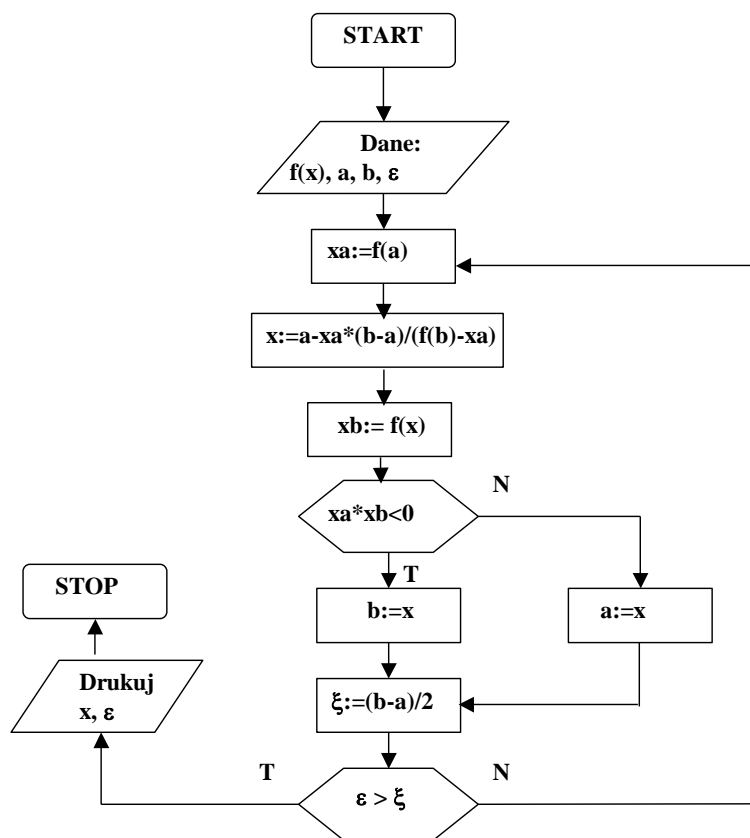 START
Dane:
f(x), a, b, ε
xa:=f(a)
x:=a-xa*(b-a)/(f(b)-xa)
xb:= f(x)
xa*xb<0
N
T
b:=x
a:=x
ξ:=(b-a)/2
ε > ξ
T
N
Drukuj
x, ε
STOP